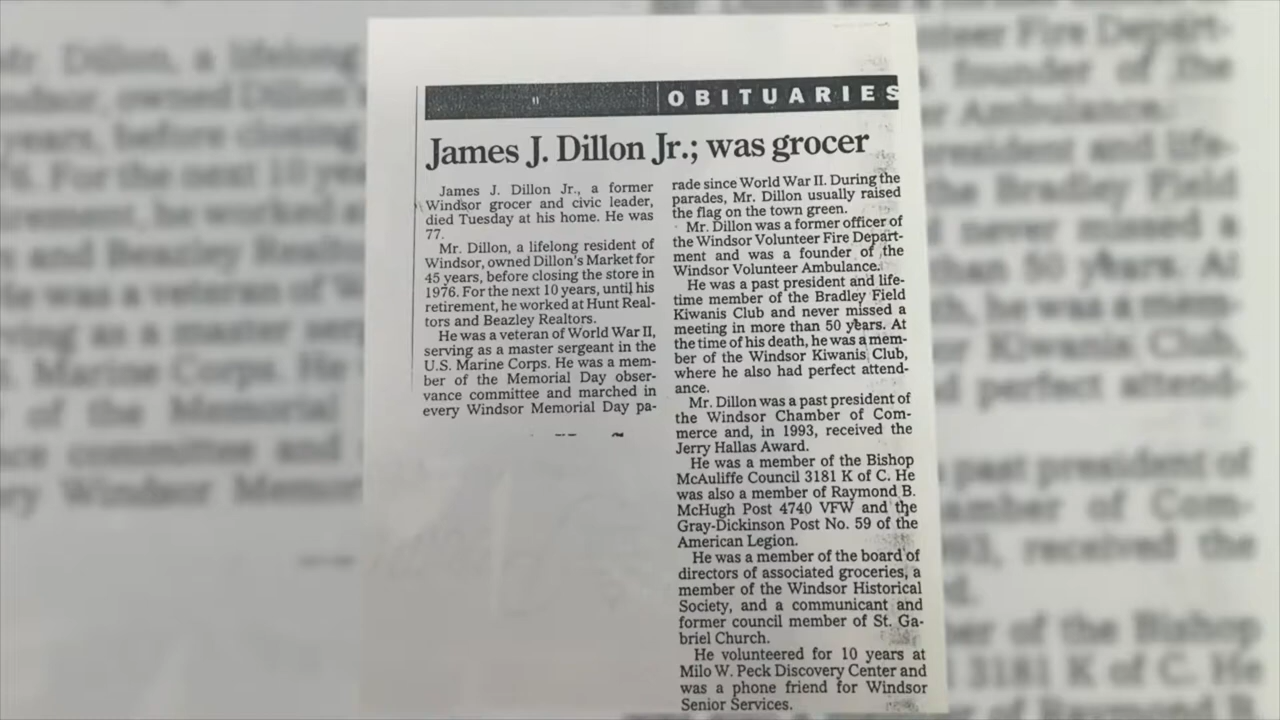 OBITUARIES
James J. Dillon Jr.; was grocer
James J. Dillon Jr., a former
Windsor grocer and civic leader,
died Tuesday at his home. He was
77.
Mr. Dillon, a lifelong resident of
Windsor, owned Dillon's Market for
45 years, before closing the store in
1976. For the next 10 years, until his
retirement, he worked at Hunt Real-
tors and Beazley Realtors.
He was a veteran of World War II,
serving as a master sergeant in the
U.S. Marine Corps. He was a mem-
ber of the Memorial Day obser-
vance committee and marched in
every Windsor Memorial Day pa-
rade since World War II. During the
parades, Mr. Dillon usually raised
the flag on the town green.
Mr. Dillon was a former officer of
the Windsor Volunteer Fire Depart-
ment and was a founder of the
Windsor Volunteer Ambulance.
He was a past president and life-
time member of the Bradley Field
Kiwanis Club and never missed a
meeting in more than 50 years. At
the time of his death, he was a mem-
ber of the Windsor Kiwanis Club,
where he also had perfect attend-
ance.
Mr. Dillon was a past president of
the Windsor Chamber of Com-
merce and, in 1993, received the
Jerry Hallas Award.
He was a member of the Bishop
McAuliffe Council 3181 K of C. He
was also a member of Raymond B.
McHugh Post 4740 VFW and the
Gray-Dickinson Post No. 59 of the
American Legion.
He was a member of the board of
directors of associated groceries, a
member of the Windsor Historical
Society, and a communicant and
former council member of St. Ga-
briel Church.
He volunteered for 10 years at
Milo W. Peck Discovery Center and
was a phone friend for Windsor
Senior Services.